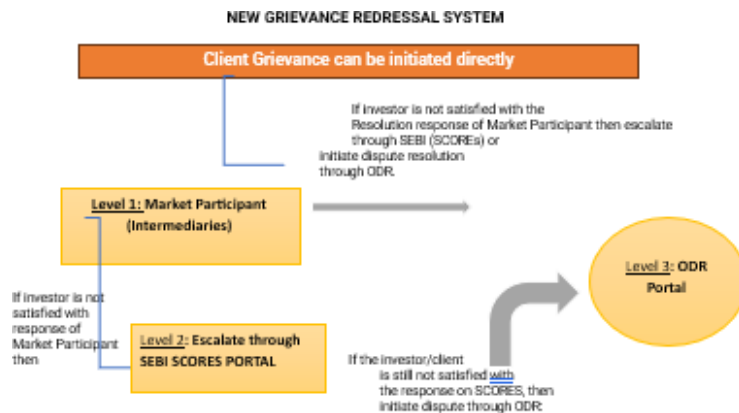 NEW GRIEVANCE REDRESSAL SYSTEM
Client Grievance can be initiated directly
If investor is not satisfied with the
Resolution response of Market Participant then escalate
through SEBI (SCOREs) or
initiate dispute resolution
through ODR.
Level 1: Market Participant
(Intermediaries)
Level 3: ODR
Portal
If investor is not
satisfied with
response of
Market Participant
then
Level 2: Escalate through
SEBI SCORES PORTAL
If the investor/client
is still not satisfied with
the response on SCORES, then
initiate dispute through ODR: